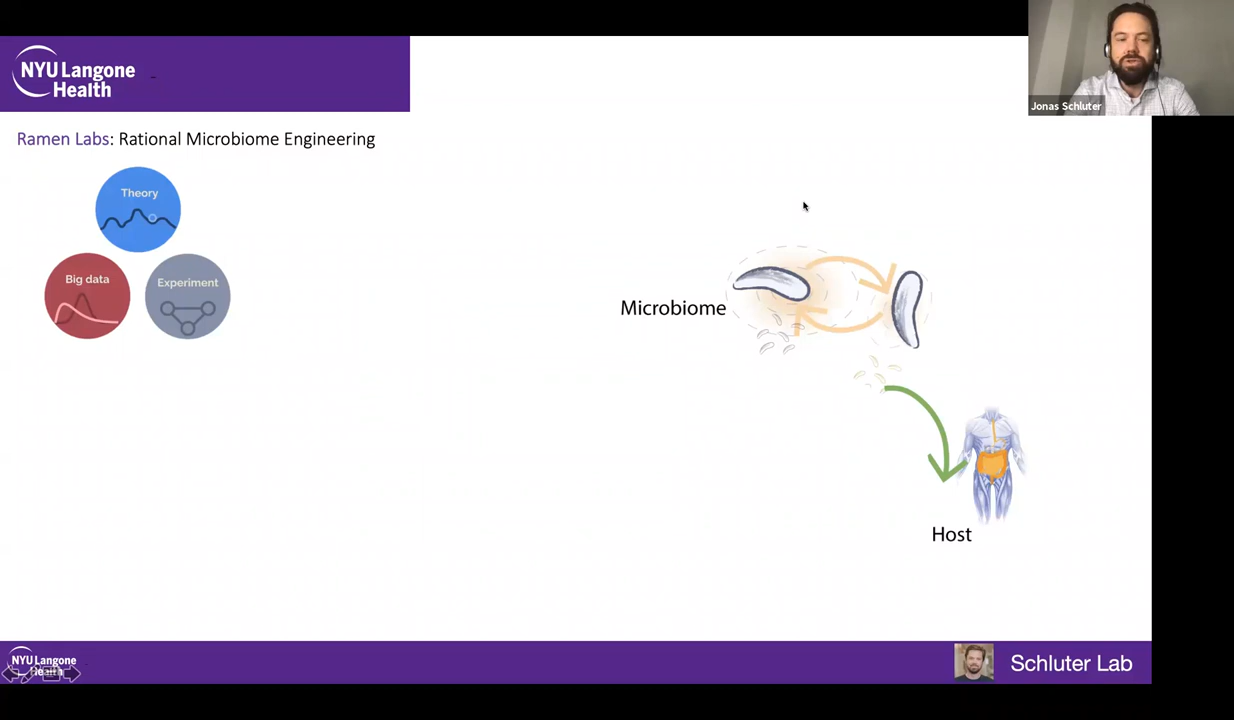 NYU Langone
Health
Jonas Schluter
Ramen Labs: Rational Microbiome Engineering
Theory
Big data
Experiment
Microbiome
Host
NYU Langone
Health
Schluter Lab